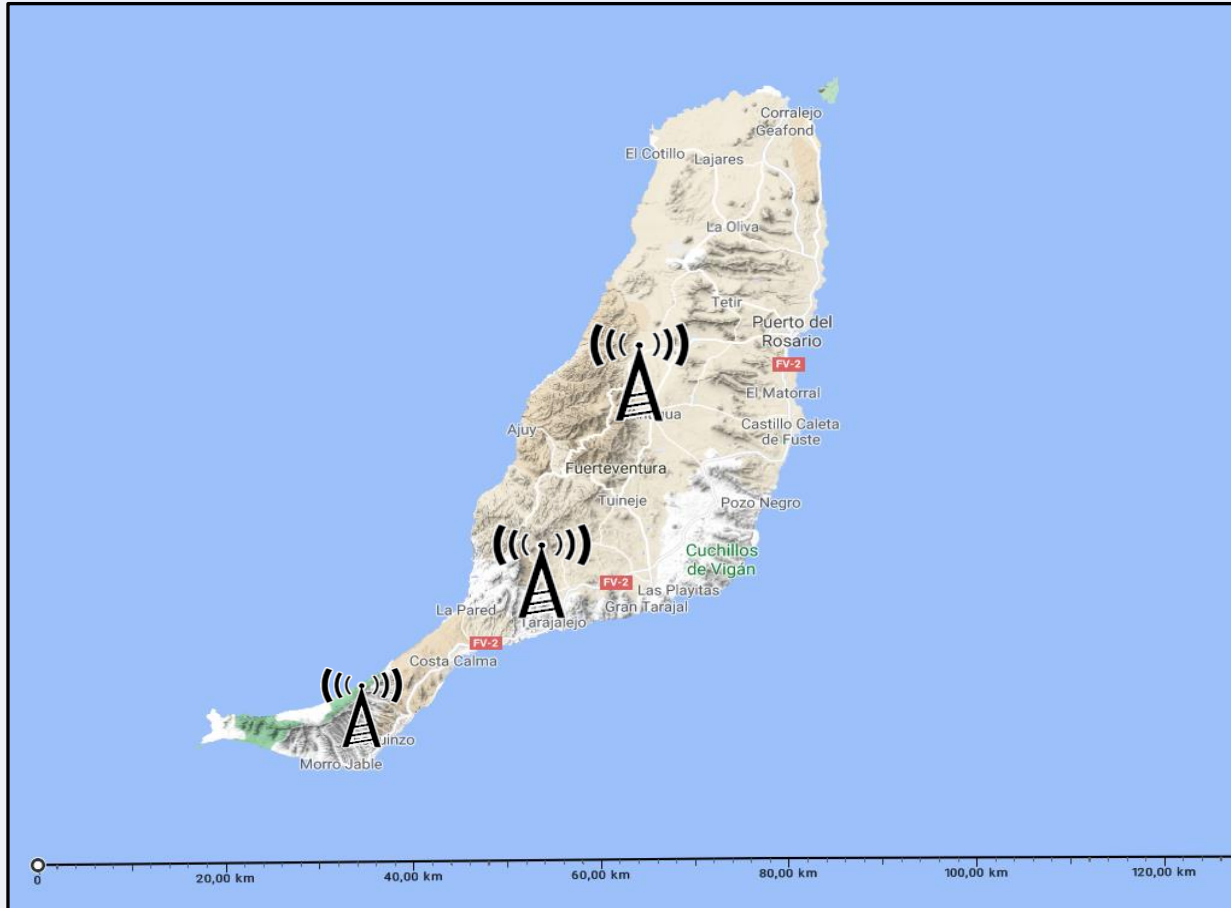 Corralejo
Geafond
El Cotillo
Lajares
La Oliva
Tetir
Puerto del
Rosario
FV-2
El Matorral
Castillo Caleta
de Fuste
Ajuy
Fuerteventura
Tuineje
Pozo Negro
Cuchillos
de Vigán
FV-2
Las Playitas
Gran Tarajal
La Pared
Tarajalejo
FV-2
Costa Calma
Morro Jable
0
20,00 km
40,00 km
60,00 km
80,00 km
100,00 km
120,00 km